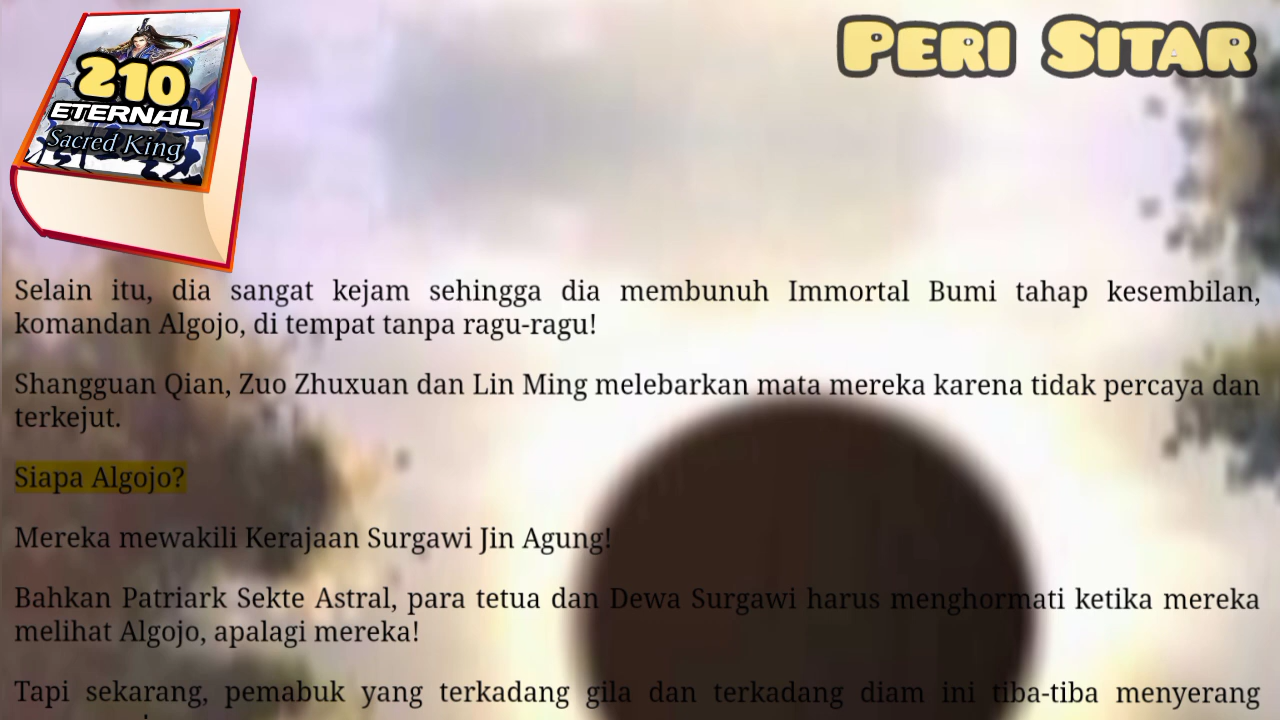 210
ETERNAL
Sacred King
PERI SITAR
Selain itu, dia sangat kejam sehingga dia membunuh Immortal Bumi tahap kesembilan,
komandan Algojo, di tempat tanpa ragu-ragu!
Shangguan Qian, Zuo Zhuxuan dan Lin Ming melebarkan mata mereka karena tidak percaya dan
terkejut.
Siapa Algojo?
Mereka mewakili Kerajaan Surgawi Jin Agung!
Bahkan Patriark Sekte Astral, para tetua dan Dewa Surgawi harus menghormati ketika mereka
melihat Algojo, apalagi mereka!
Tapi sekarang, pemabuk yang terkadang gila dan terkadang diam ini tiba-tiba menyerang